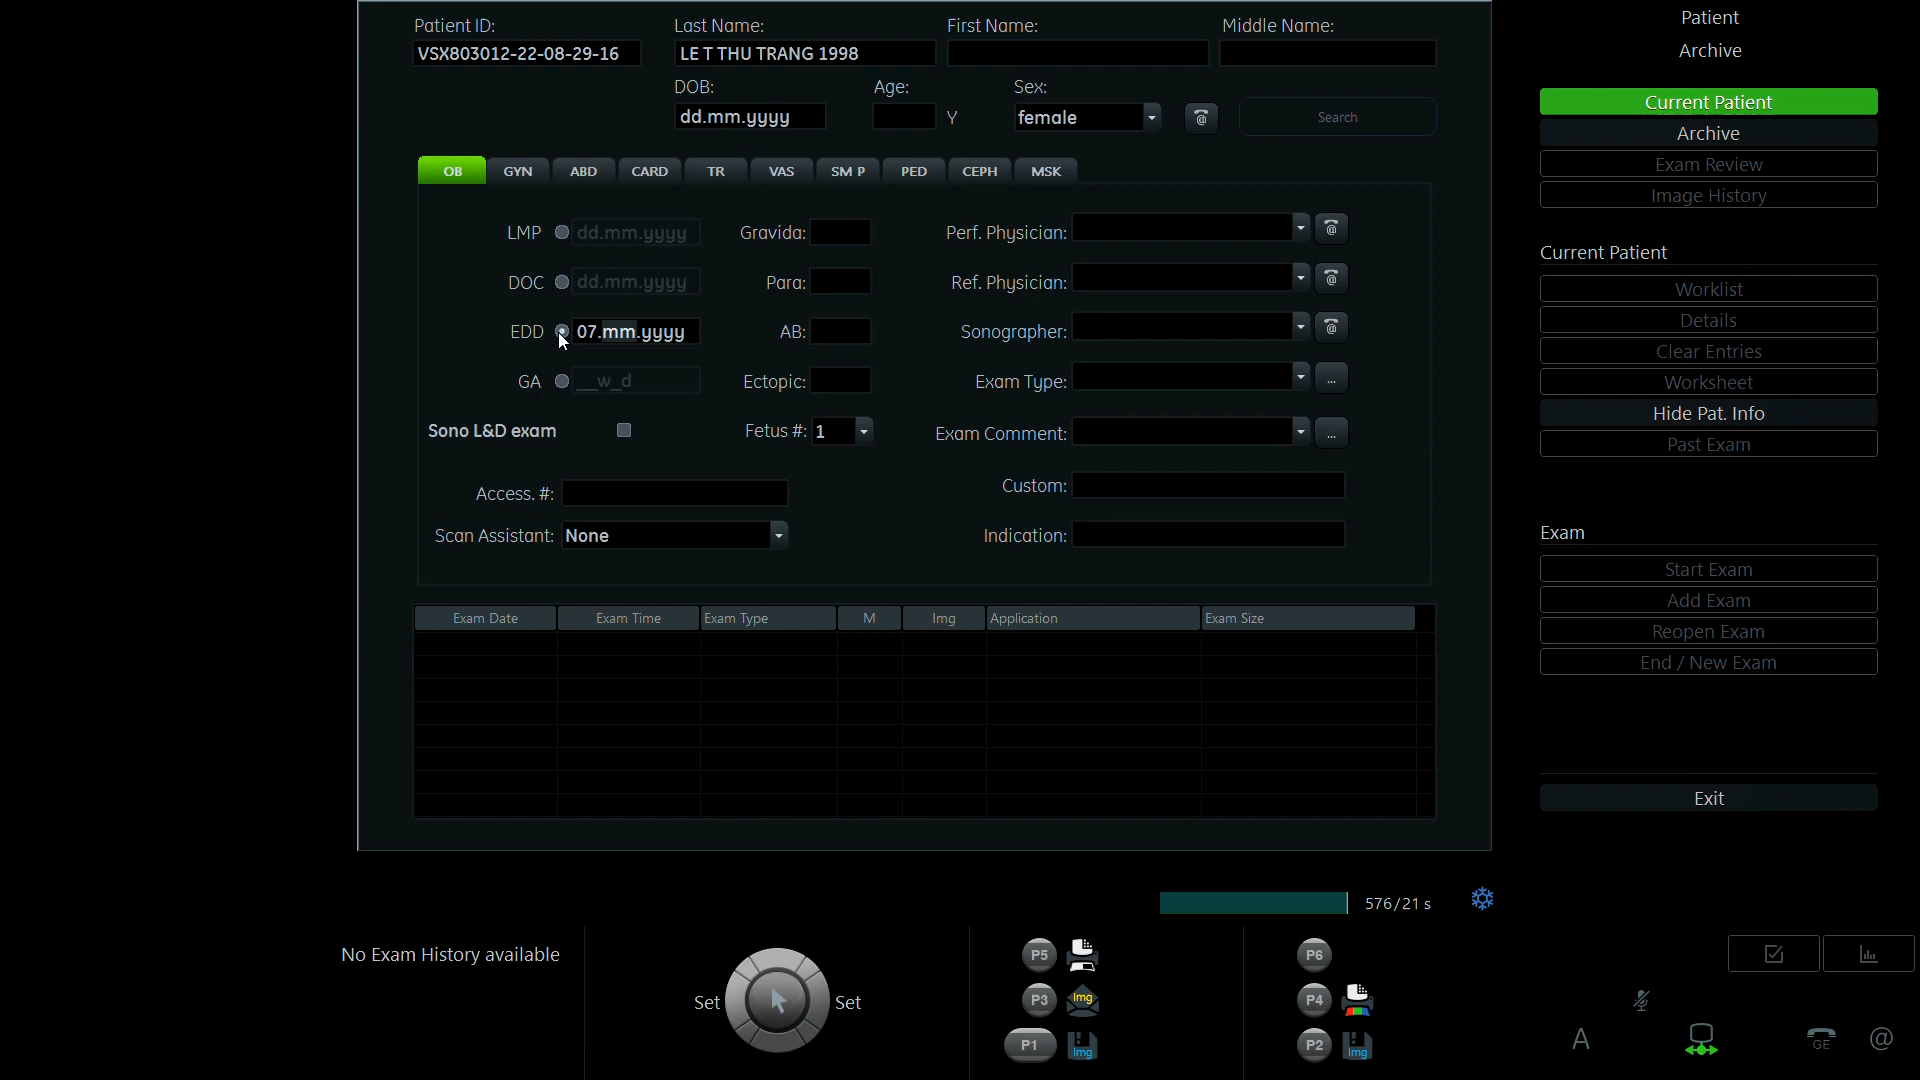 Patient ID: Last Name: First Name: Middle Name:
VSX803012-22-08-29-16 LE T THU TRANG 1998
DOB: Age: Sex:
dd.mm.yyyy Y female @ Search
OB GYN ABD CARD TR VAS SM P PED CEPH MSK
LMP dd.mm.yyyy Gravida: Perf. Physician: @
DOC dd.mm.yyyy Para: Ref. Physician: @
EDD 07.mm.yyyy AB: Sonographer: @
GA __w_d Ectopic: Exam Type: ...
Sono L&D exam Fetus #: 1 Exam Comment: ...
Access. #: Custom:
Scan Assistant: None Indication:
Exam Date Exam Time Exam Type M Img Application Exam Size
Patient
Archive
Current Patient
Archive
Exam Review
Image History
Current Patient
Worklist
Details
Clear Entries
Worksheet
Hide Pat. Info
Past Exam
Exam
Start Exam
Add Exam
Reopen Exam
End / New Exam
Exit
576/21 s
No Exam History available
Set Set
P5
P3 Img
P1 Img
P6
P4
P2 Img
A GE @